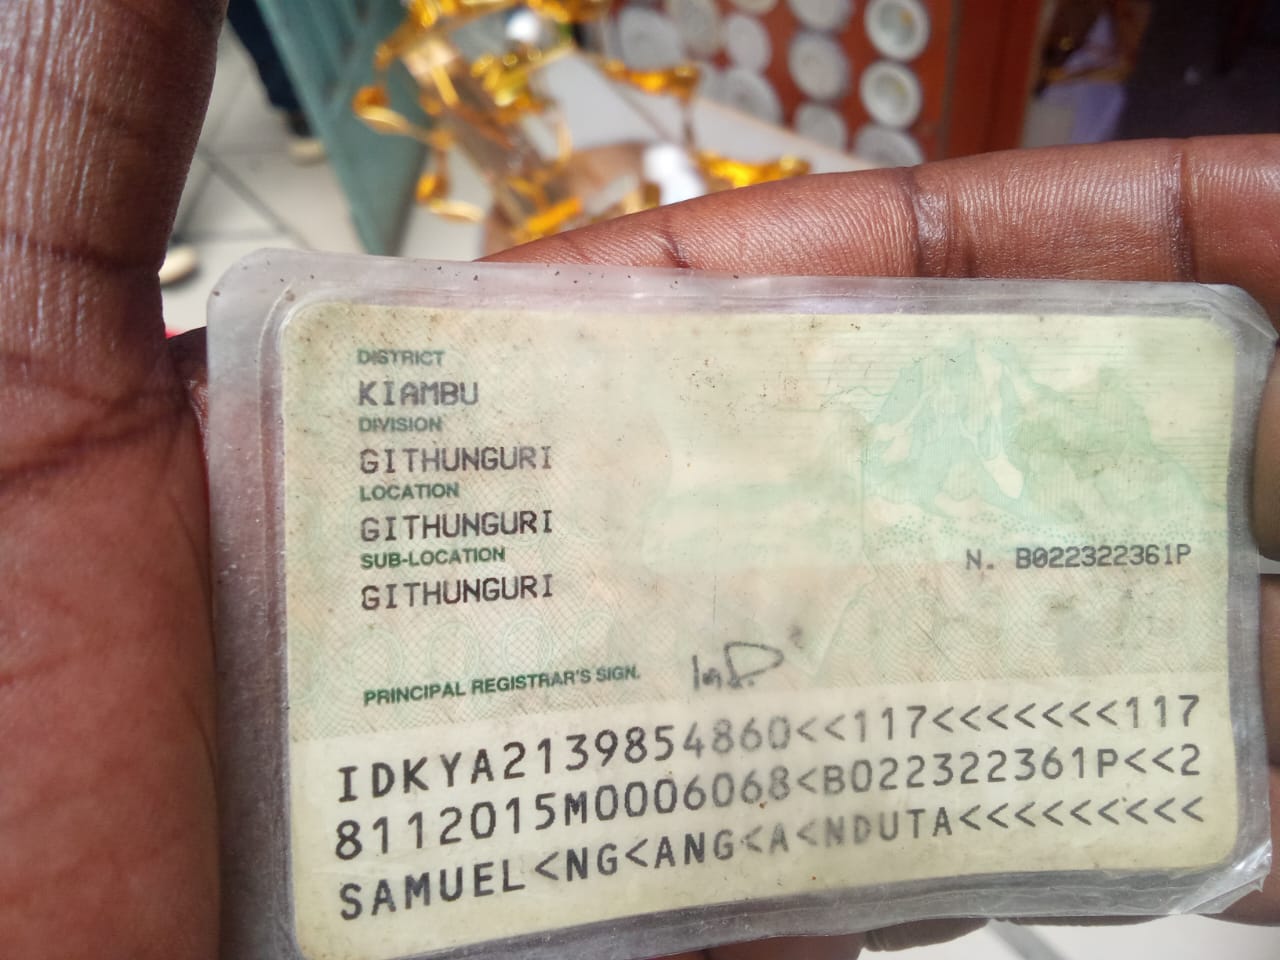 DISTRICT
KIAMBU
DIVISION
GITHUNGURI
LOCATION
GITHUNGURI
SUB-LOCATION
GITHUNGURI
N. B022322361P
PRINCIPAL REGISTRAR'S SIGN.
IDKYA2139854860<<117<<<<<<<117
8112015M0006068<B022322361P<<2
SAMUEL<NG<ANG<A<NDUTA<<<<<<<<<